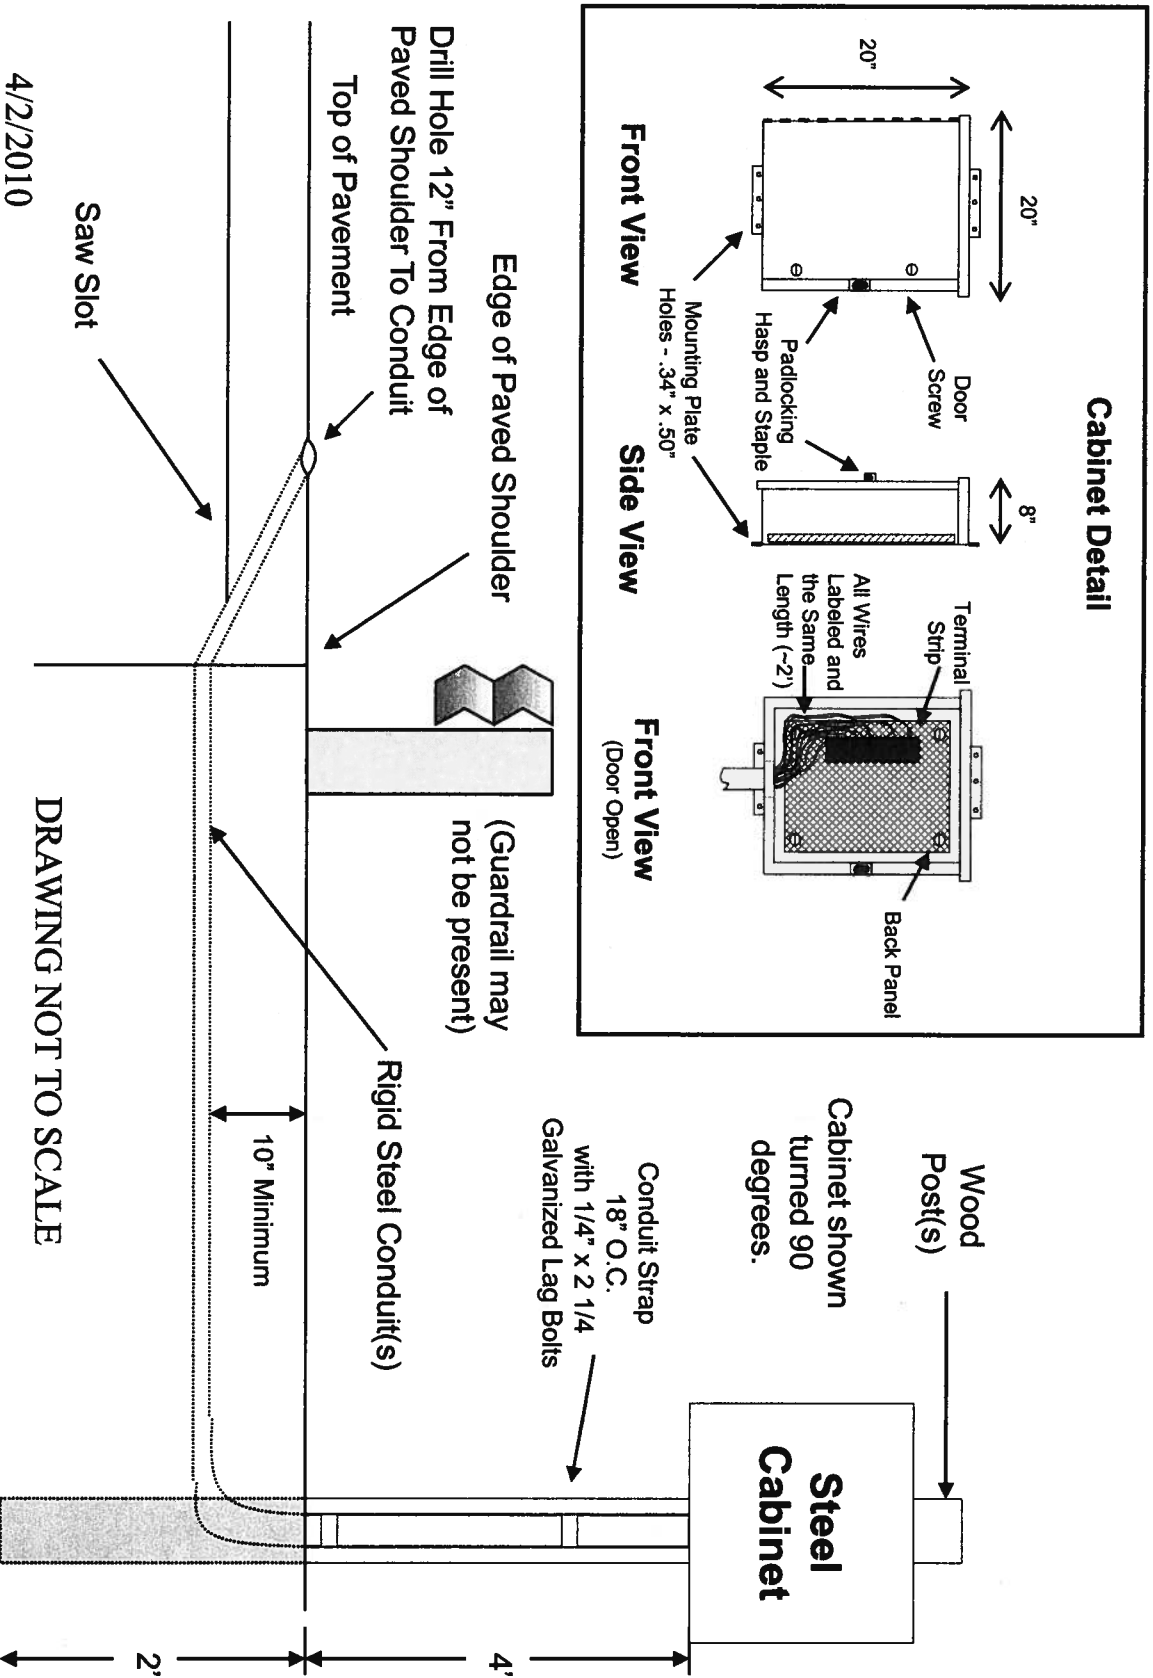 Cabinet Detail
20"
20"
Door
Screw
Padlocking
Hasp and Staple
Mounting Plate
Holes - .34" x .50"
Front View
8"
Side View
Terminal
Strip
All Wires
Labeled and
the Same
Length (~2')
Back Panel
Front View
(Door Open)
Wood
Post(s)
Cabinet shown
turned 90
degrees.
Steel
Cabinet
Conduit Strap
18" O.C.
with 1/4" x 2 1/4
Galvanized Lag Bolts
Edge of Paved Shoulder
(Guardrail may
not be present)
Drill Hole 12" From Edge of
Paved Shoulder To Conduit
Top of Pavement
Rigid Steel Conduit(s)
10" Minimum
4'
2'
Saw Slot
4/2/2010
DRAWING NOT TO SCALE